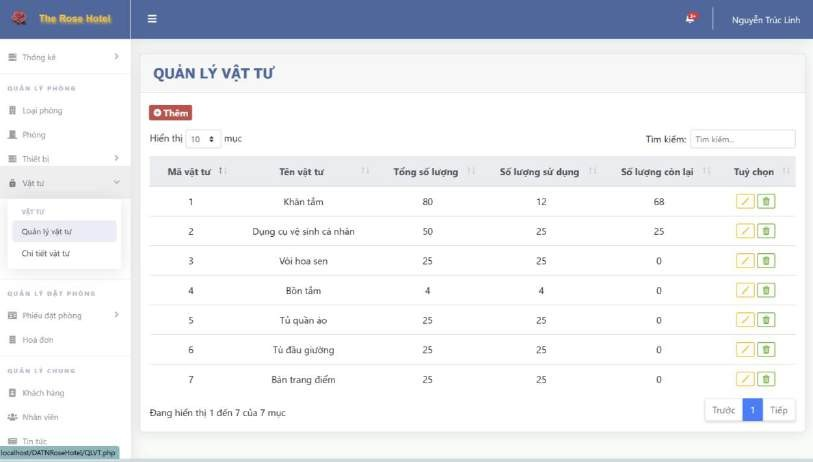 The Rose Hotel
Nguyễn Trúc Linh
Thống kê
QUẢN LÝ PHÒNG
Loại phòng
Phòng
Thiết bị
Vật tư
VẬT TƯ
Quản lý vật tư
Chi tiết vật tư
QUẢN LÝ ĐẶT PHÒNG
Phiếu đặt phòng
Hoá đơn
QUẢN LÝ CHUNG
Khách hàng
Nhân viên
Tin tức
localhost/DATNRoseHotel/QLVT.php
QUẢN LÝ VẬT TƯ
Thêm
Hiển thị 10 mục
Tìm kiếm: Tìm kiếm...
Mã vật tư Tên vật tư Tổng số lượng Số lượng sử dụng Số lượng còn lại Tuỳ chọn
1 Khăn tắm 80 12 68
2 Dụng cụ vệ sinh cá nhân 50 25 25
3 Vòi hoa sen 25 25 0
4 Bồn tắm 4 4 0
5 Tủ quần áo 25 25 0
6 Tủ đầu giường 25 25 0
7 Bàn trang điểm 25 25 0
Đang hiển thị 1 đến 7 của 7 mục
Trước 1 Tiếp